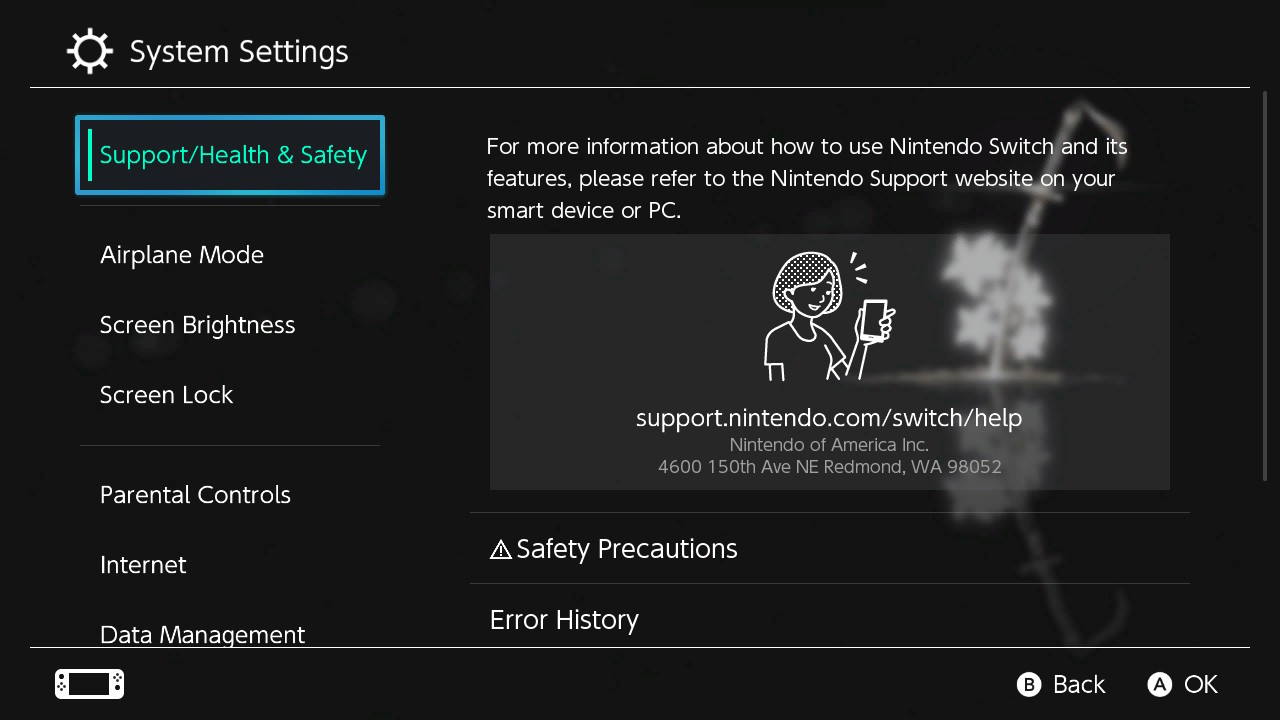 System Settings
Support/Health & Safety
Airplane Mode
Screen Brightness
Screen Lock
Parental Controls
Internet
Data Management
For more information about how to use Nintendo Switch and its
features, please refer to the Nintendo Support website on your
smart device or PC.
support.nintendo.com/switch/help
Nintendo of America Inc.
4600 150th Ave NE Redmond, WA 98052
Safety Precautions
Error History
B Back
A OK